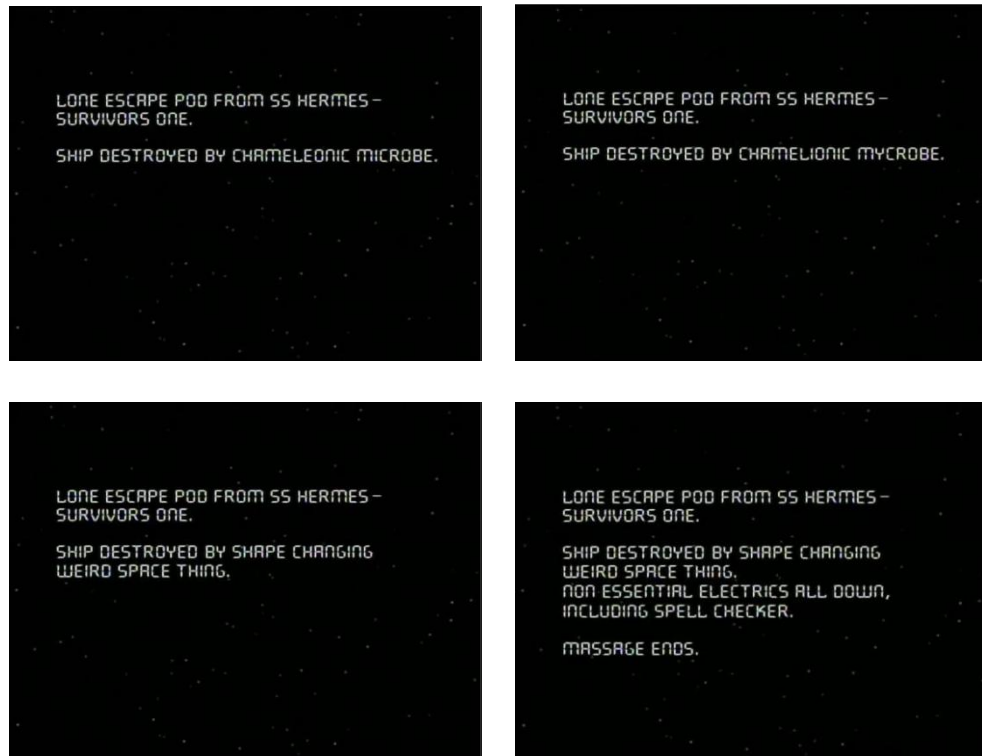 LONE ESCAPE POD FROM SS HERMES –
SURVIVORS ONE.
SHIP DESTROYED BY CHAMELEONIC MICROBE.
LONE ESCAPE POD FROM SS HERMES –
SURVIVORS ONE.
SHIP DESTROYED BY CHAMELIONIC MYCROBE.
LONE ESCAPE POD FROM SS HERMES –
SURVIVORS ONE.
SHIP DESTROYED BY SHAPE CHANGING
WEIRD SPACE THING.
LONE ESCAPE POD FROM SS HERMES –
SURVIVORS ONE.
SHIP DESTROYED BY SHAPE CHANGING
WEIRD SPACE THING.
NON ESSENTIAL ELECTRICS ALL DOWN,
INCLUDING SPELL CHECKER.
MASSAGE ENDS.